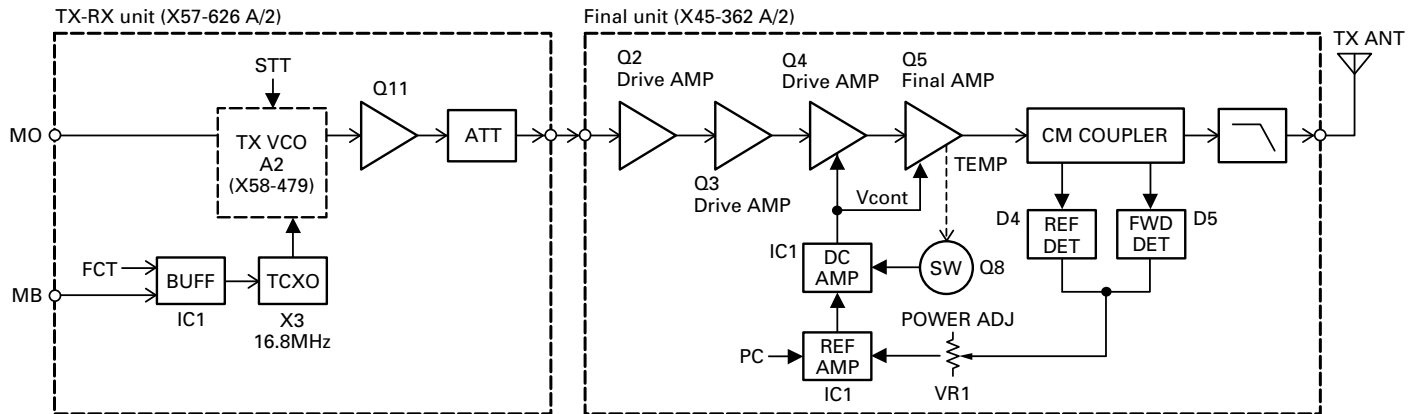 TX-RX unit (X57-626 A/2)
Final unit (X45-362 A/2)
TX ANT
STT
Q11
Q2
Drive AMP
Q4
Drive AMP
Q5
Final AMP
MO
TX VCO
A2
(X58-479)
ATT
CM COUPLER
TEMP
Q3
Drive AMP
Vcont
D4
REF
DET
FWD
DET
D5
IC1
DC
AMP
SW
Q8
FCT
BUFF
TCXO
MB
IC1
X3
16.8MHz
POWER ADJ
PC
REF
AMP
IC1
VR1